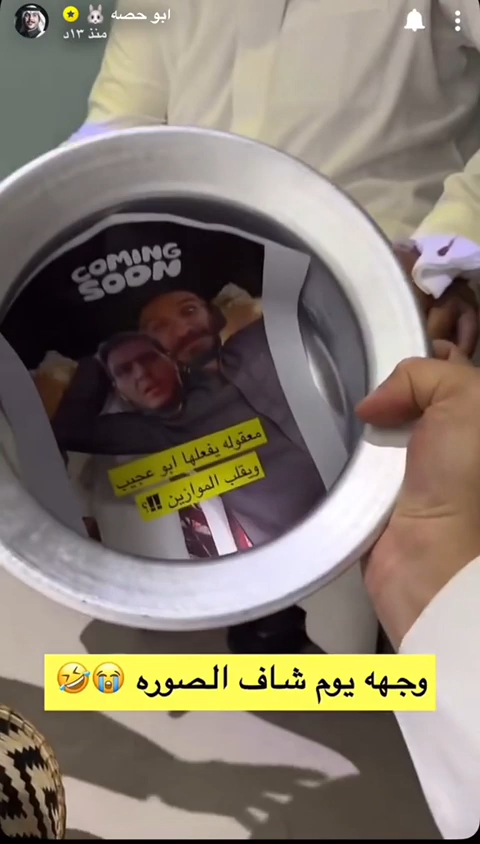 ابو حصه 🐰
منذ ١٣د
COMING
SOON
معقوله يفعلها ابو عجيب
ويقلب الموازين !!؟
وجهه يوم شاف الصوره 😭🤣